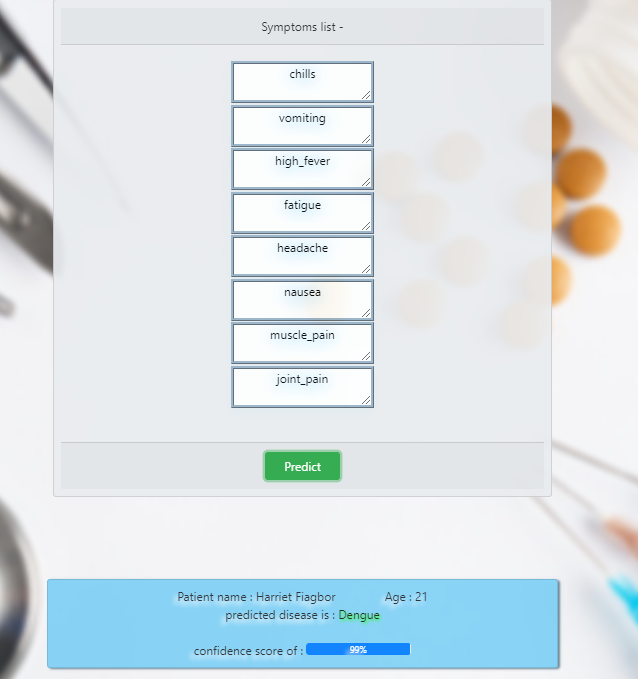 Symptoms list -
chills
vomiting
high_fever
fatigue
headache
nausea
muscle_pain
joint_pain
Predict
Patient name : Harriet Fiagbor Age : 21
predicted disease is : Dengue
confidence score of : 99%